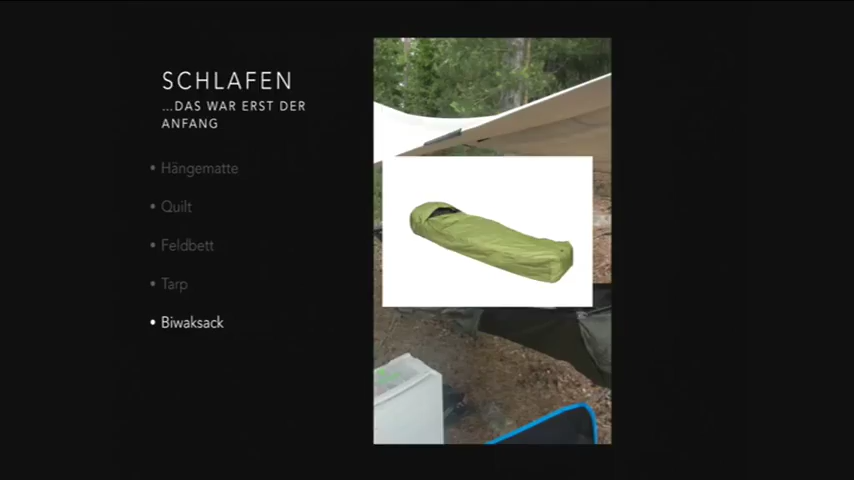 SCHLAFEN
...DAS WAR ERST DER
ANFANG
• Hängematte
• Quilt
• Feldbett
• Tarp
• Biwaksack